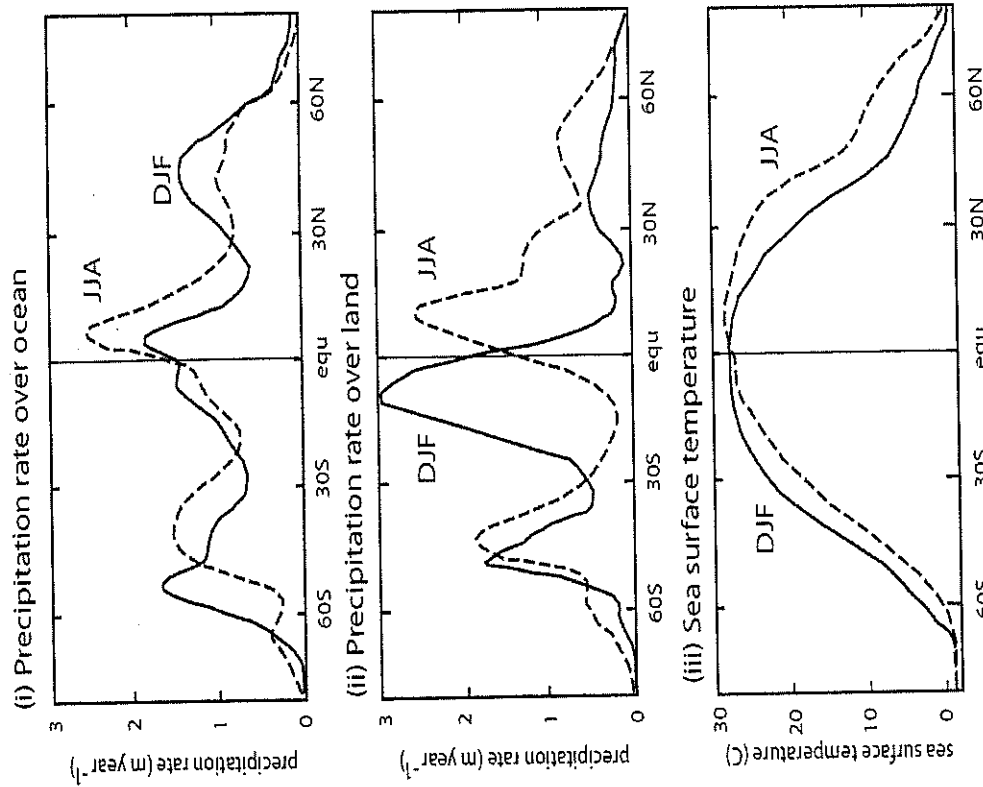 (i) Precipitation rate over ocean
precipitation rate (m year⁻¹)
3
2
1
0
JJA
DJF
60S
30S
equ
30N
60N
(ii) Precipitation rate over land
precipitation rate (m year⁻¹)
3
2
1
0
DJF
JJA
60S
30S
equ
30N
60N
(iii) Sea surface temperature
sea surface temperature (C)
30
20
10
0
DJF
JJA
60S
30S
equ
30N
60N